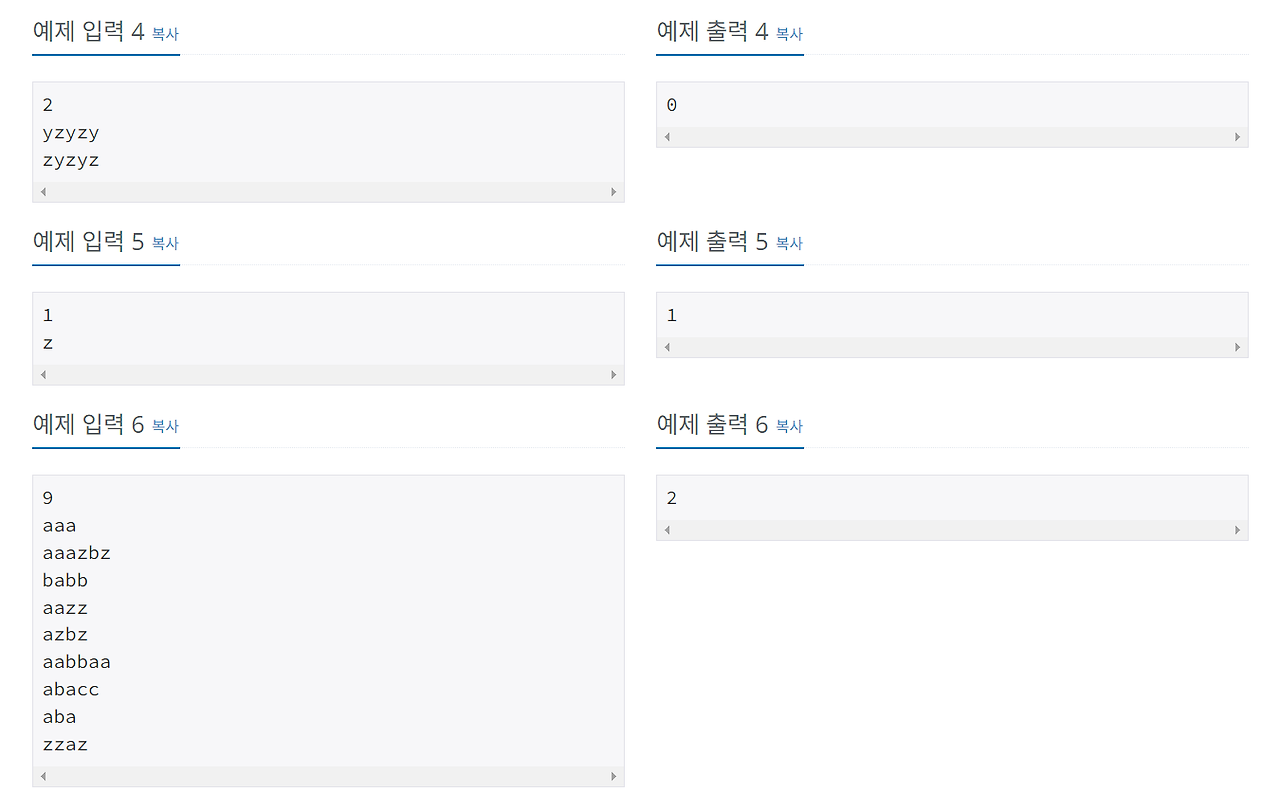 예제 입력 4 복사
2
yzyzy
zyzyz
예제 출력 4 복사
0
예제 입력 5 복사
1
z
예제 출력 5 복사
1
예제 입력 6 복사
9
aaa
aaazbz
babb
aazz
azbz
aabbaa
abacc
aba
zzaz
예제 출력 6 복사
2